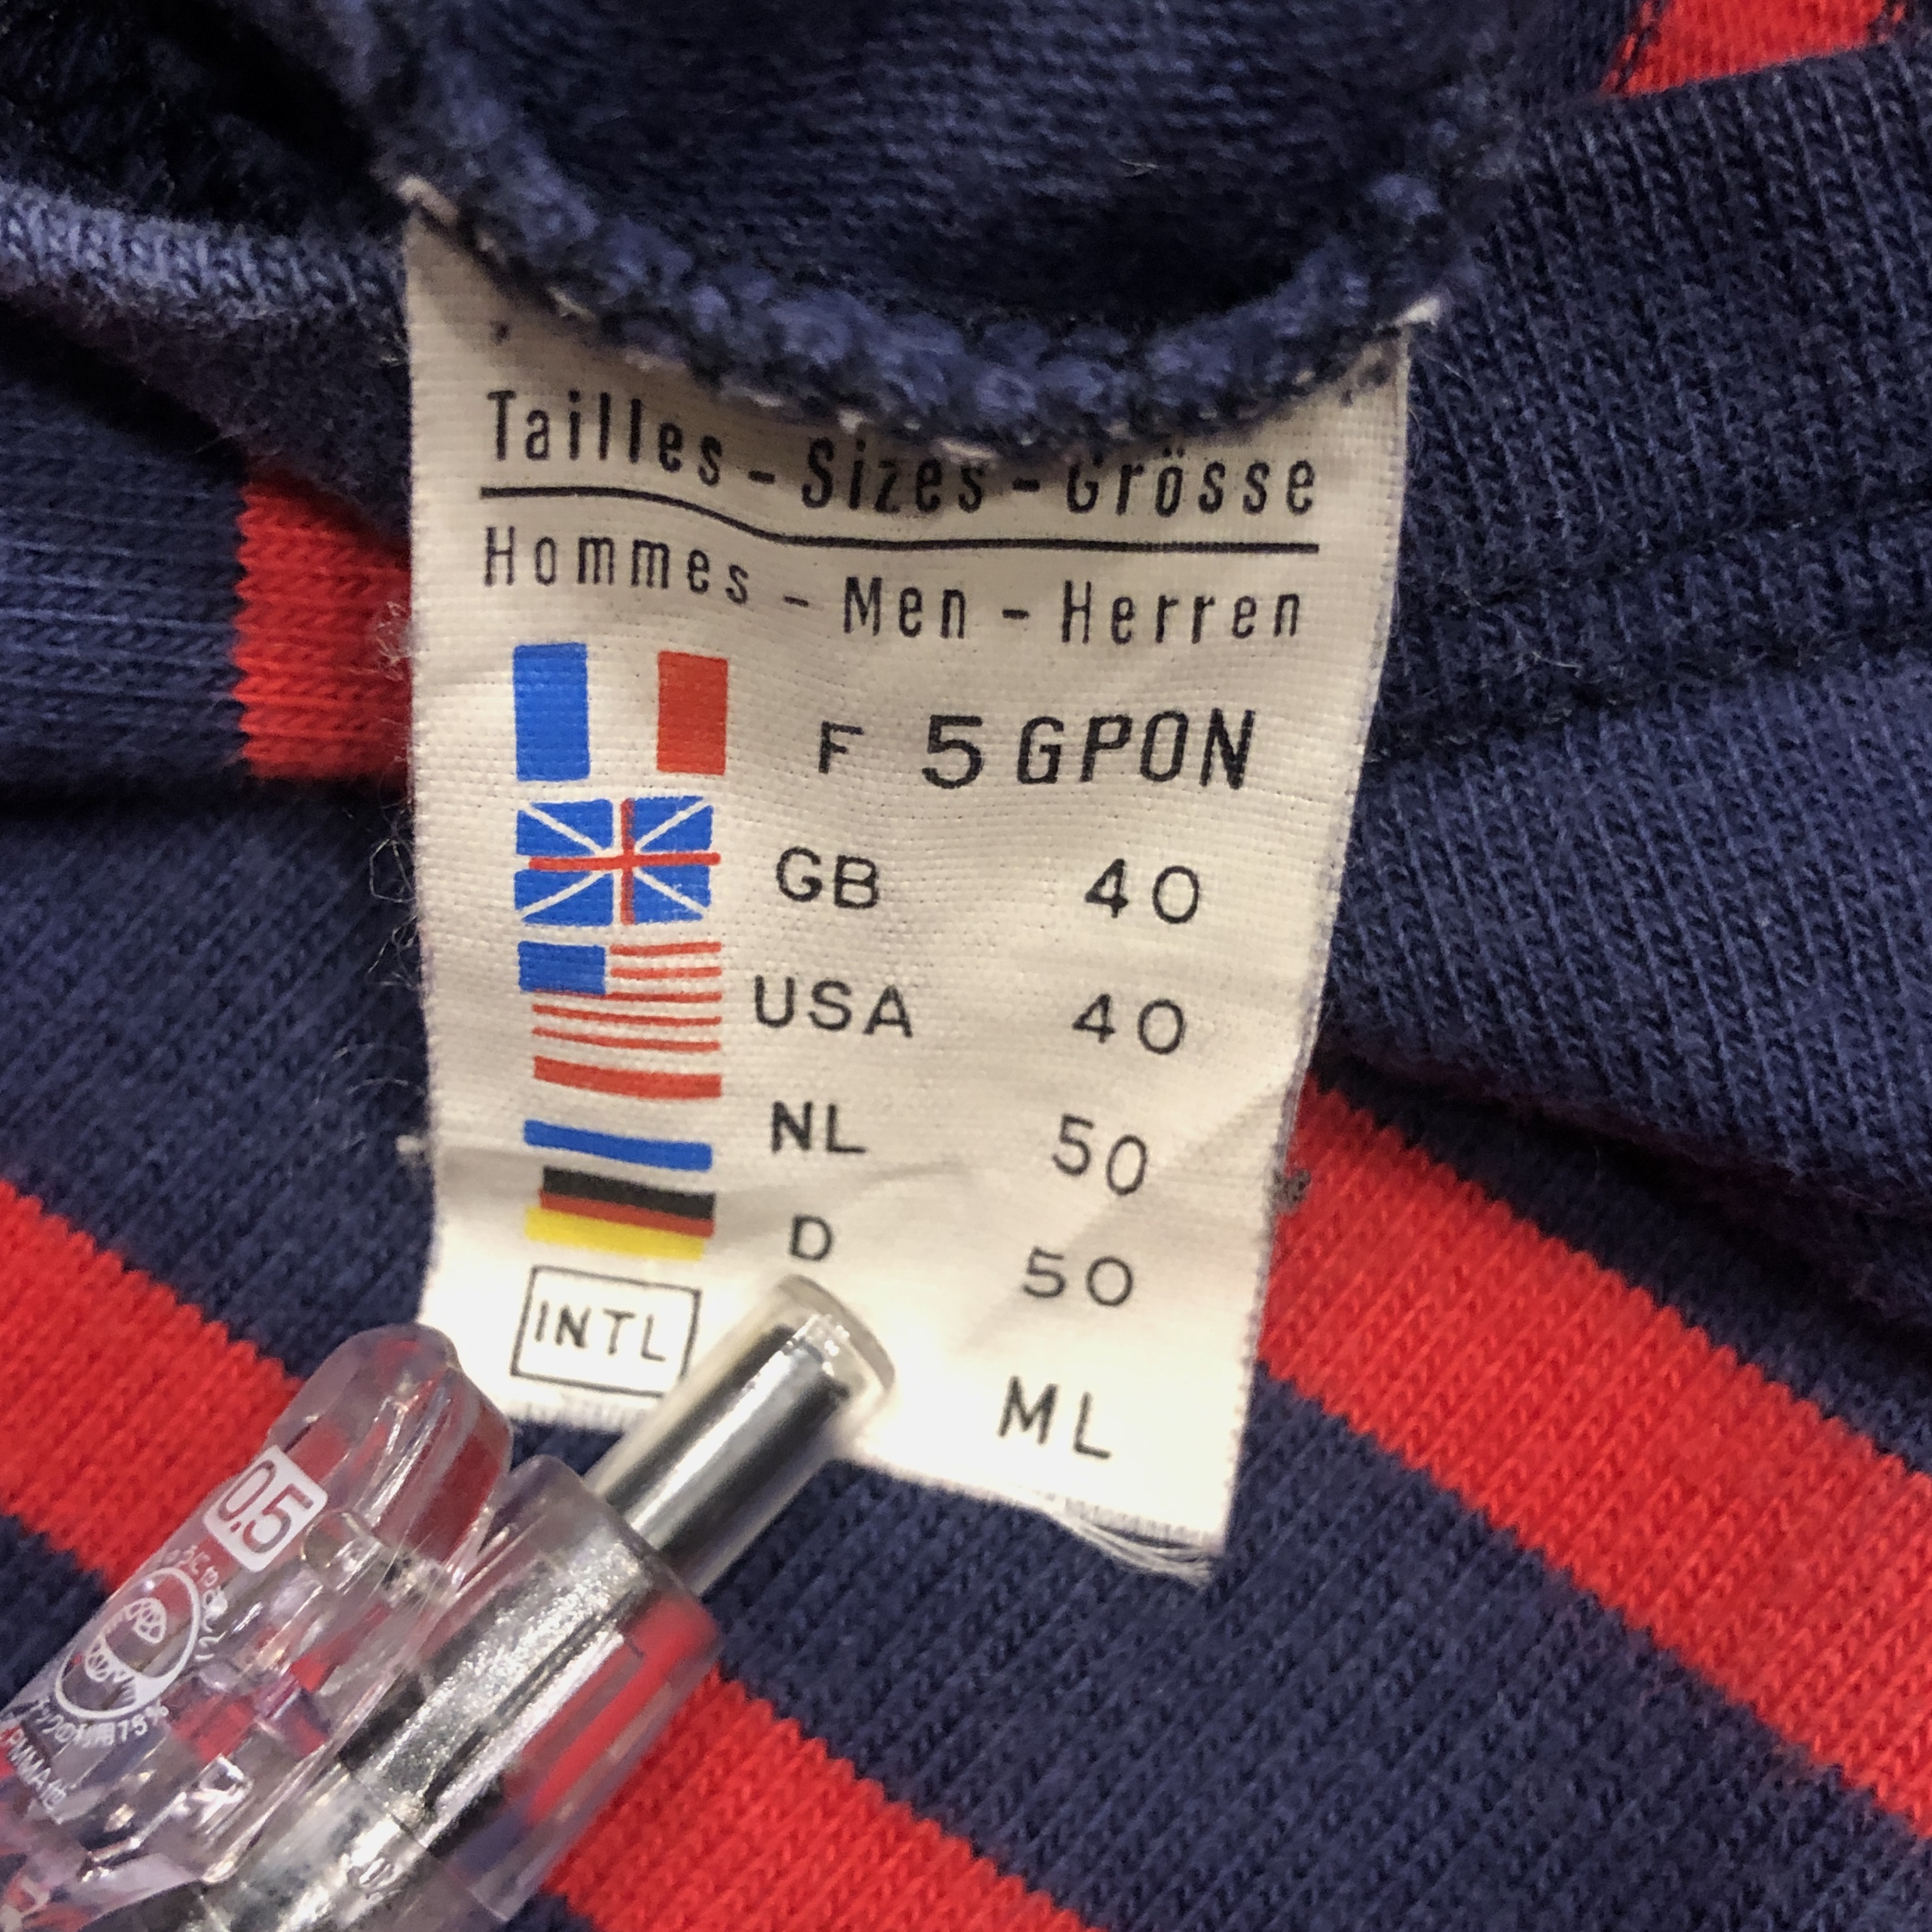 Tailles - Sizes - Grösse
Hommes - Men - Herren
F 5 GPON
GB 40
USA 40
NL 50
D 50
INTL ML
0.5